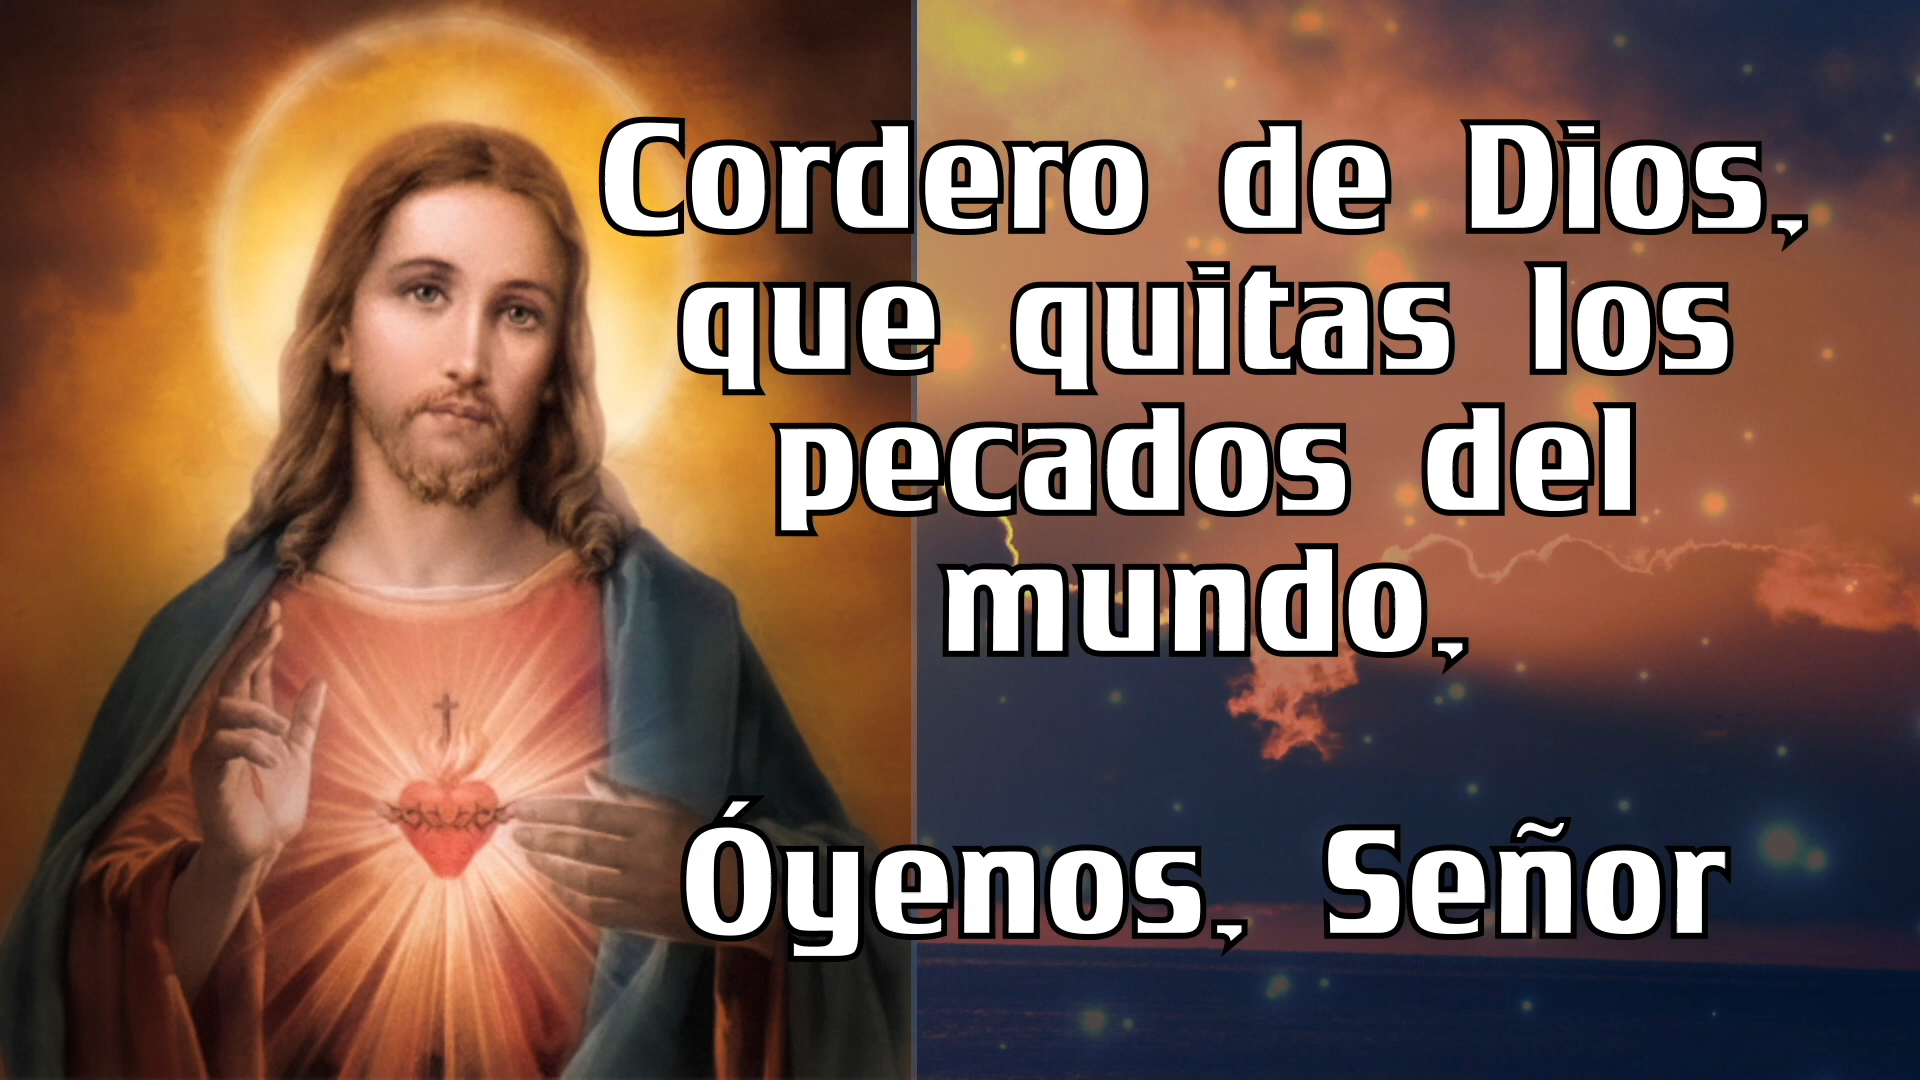 Cordero de Dios,
que quitas los
pecados del
mundo,
Óyenos, Señor